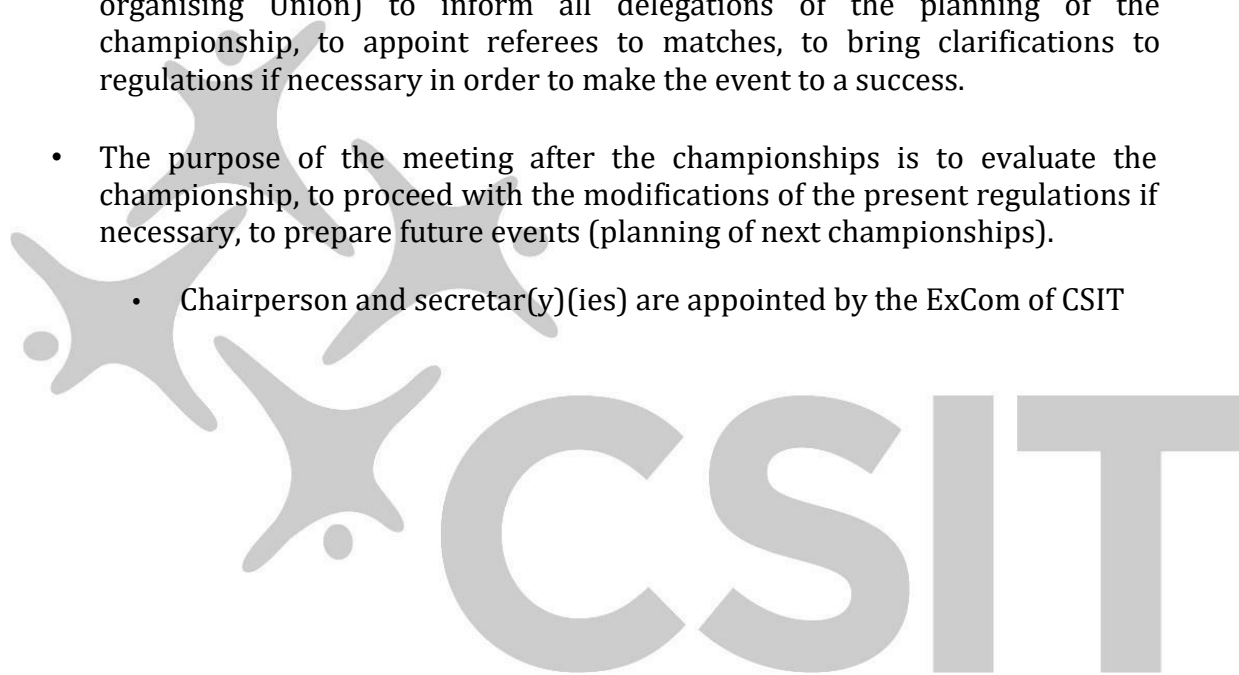 organising Union) to inform all delegations of the planning of the
championship, to appoint referees to matches, to bring clarifications to
regulations if necessary in order to make the event to a success.
• The purpose of the meeting after the championships is to evaluate the
championship, to proceed with the modifications of the present regulations if
necessary, to prepare future events (planning of next championships).
• Chairperson and secretar(y)(ies) are appointed by the ExCom of CSIT
CSIT